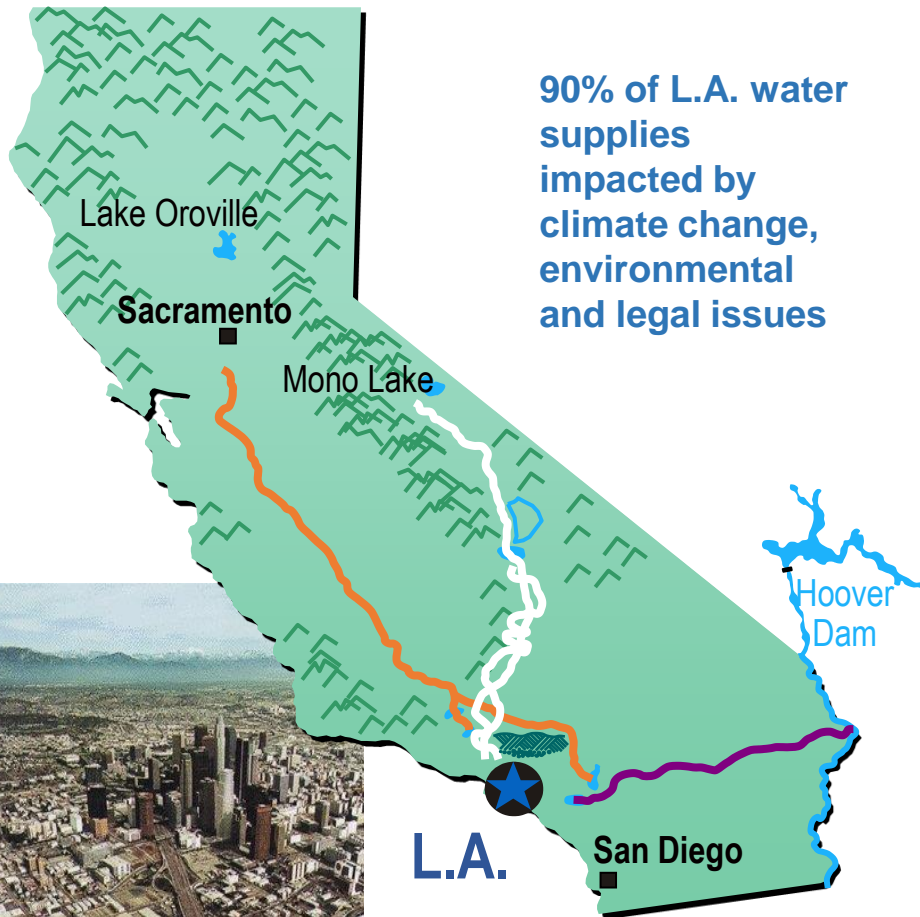 90% of L.A. water
supplies
impacted by
climate change,
environmental
and legal issues
Lake Oroville
Sacramento
Mono Lake
Hoover
Dam
L.A.
San Diego